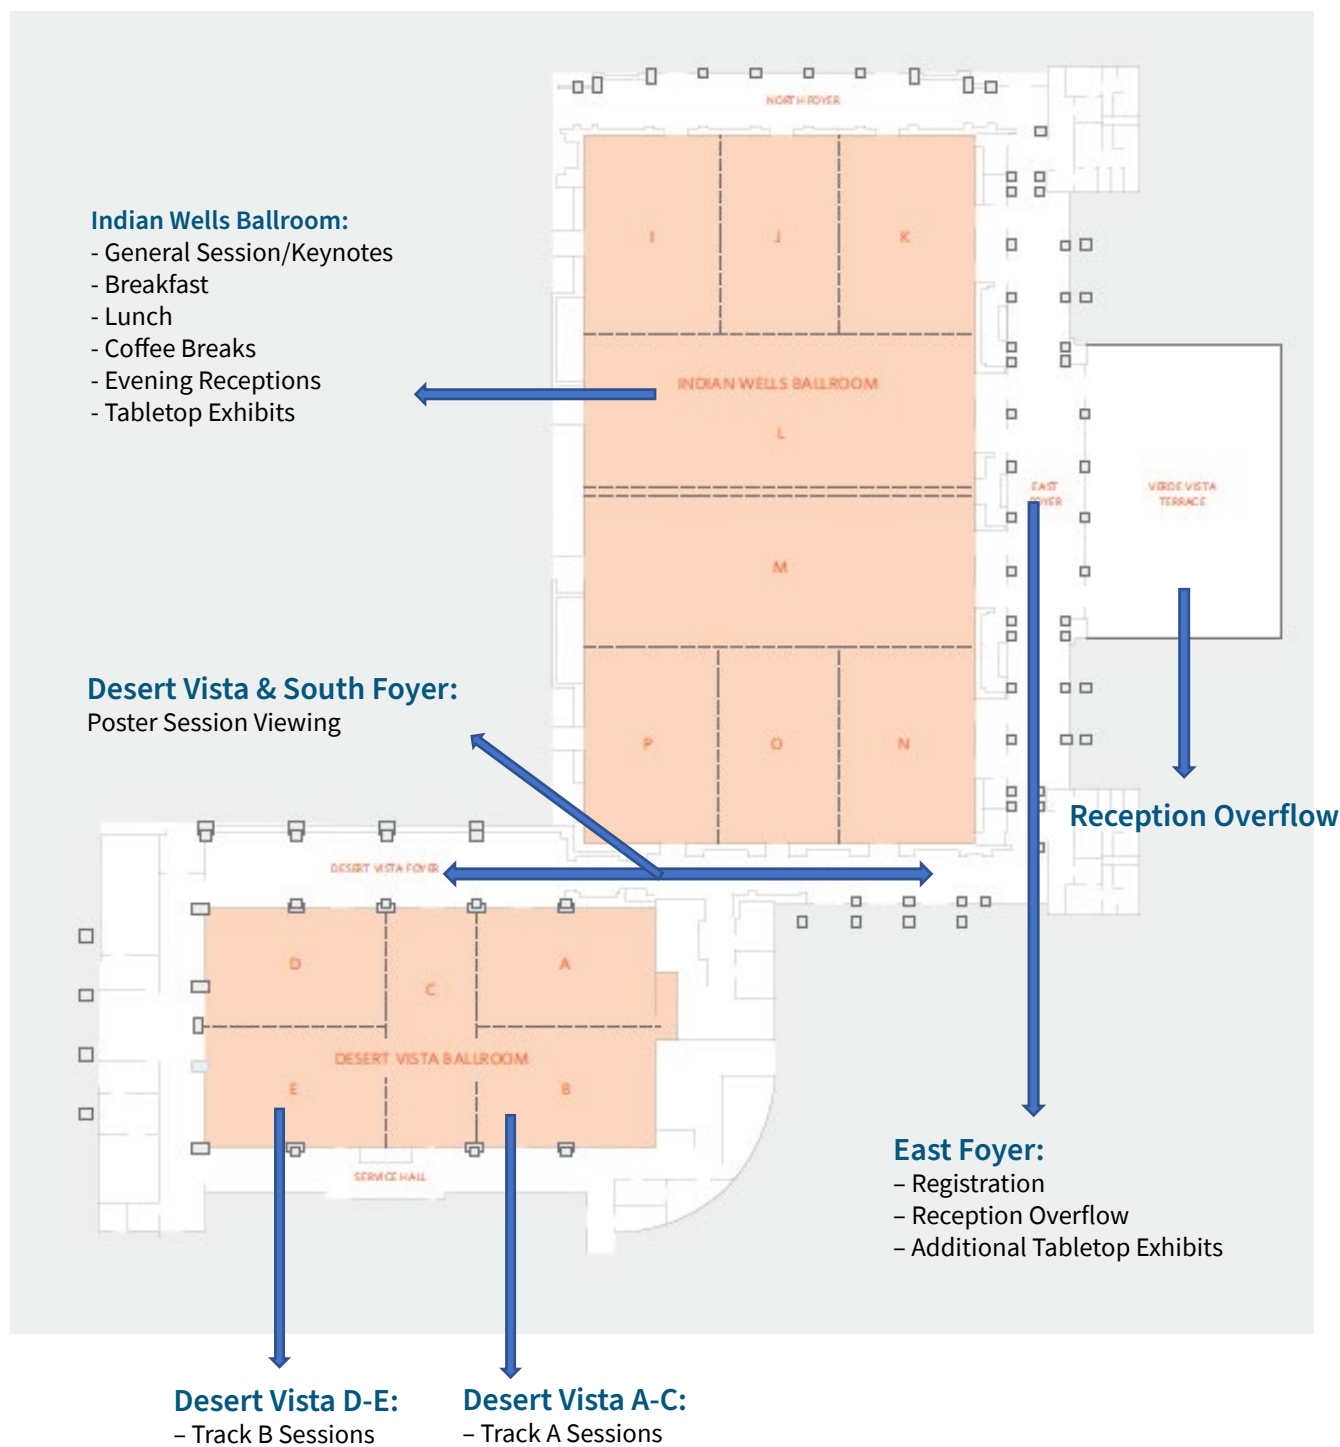 NORTH FOYER
I
J
K
Indian Wells Ballroom:
- General Session/Keynotes
- Breakfast
- Lunch
- Coffee Breaks
- Evening Receptions
- Tabletop Exhibits
INDIAN WELLS BALLROOM
L
EAST
FOYER
VERDE VISTA
TERRACE
M
Desert Vista & South Foyer:
Poster Session Viewing
P
O
N
Reception Overflow
DESERT VISTA FOYER
D
C
A
DESERT VISTA BALLROOM
E
B
SERVICE HALL
East Foyer:
– Registration
– Reception Overflow
– Additional Tabletop Exhibits
Desert Vista D-E:
– Track B Sessions
Desert Vista A-C:
– Track A Sessions